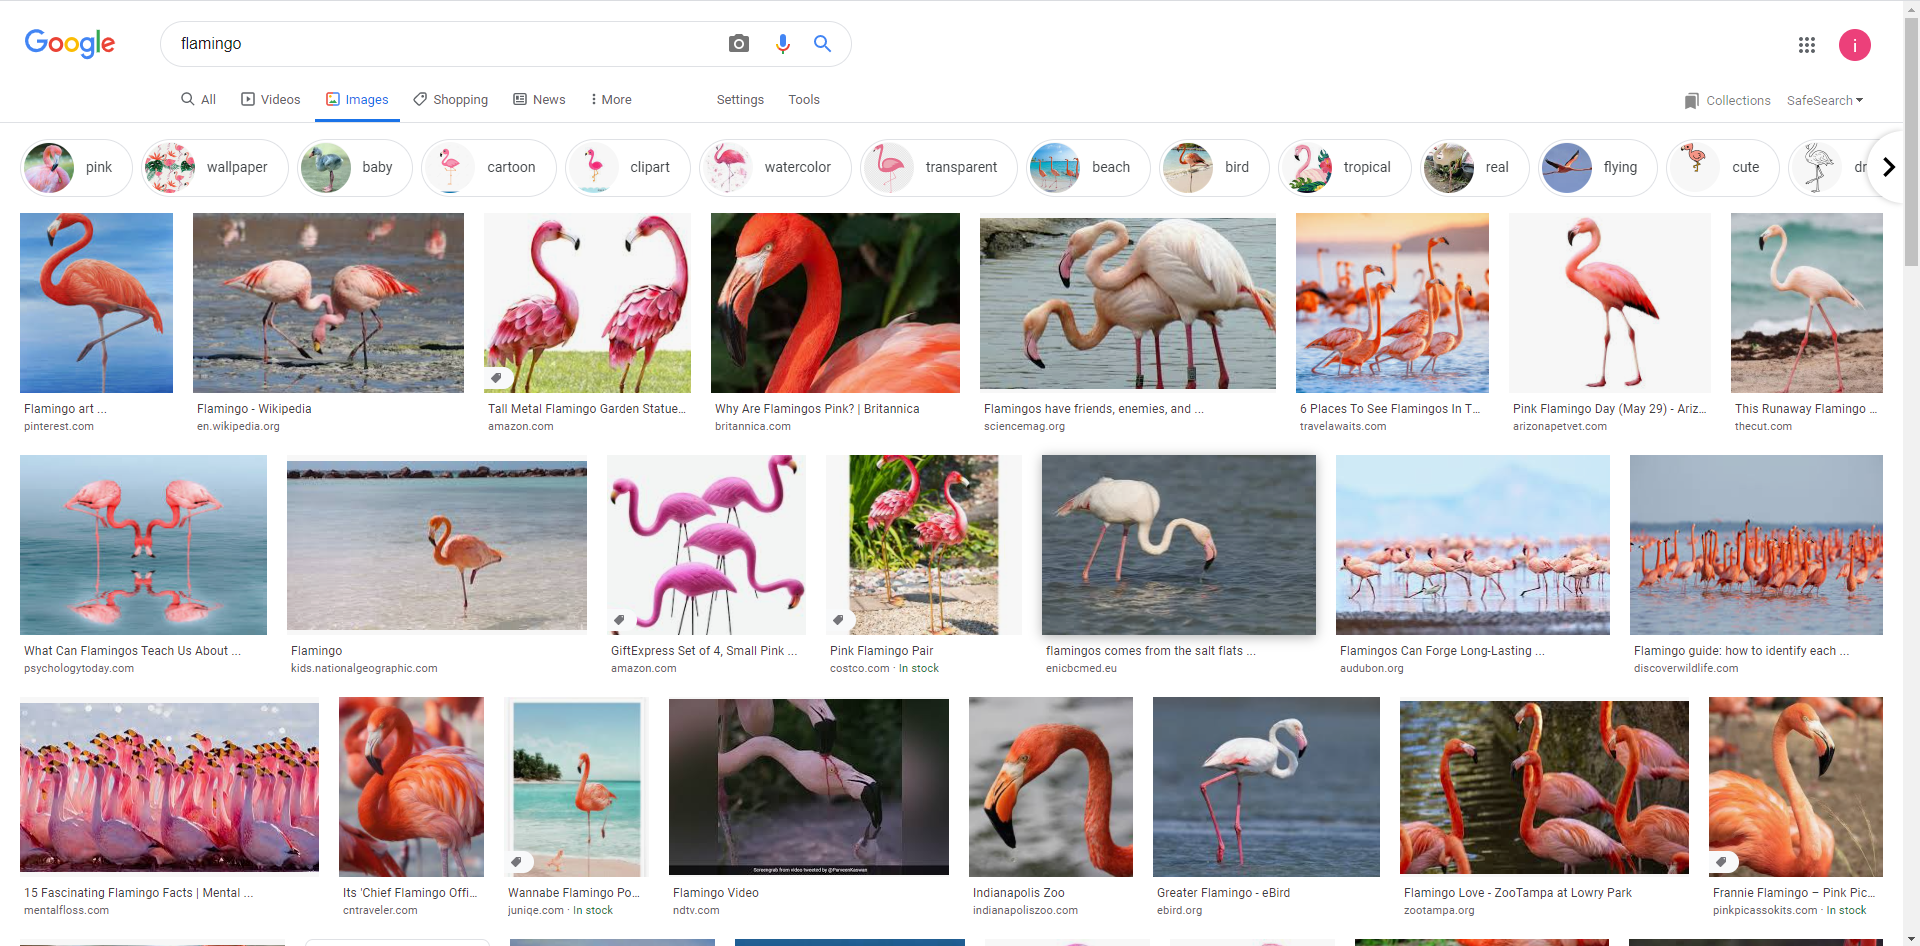 Google
flamingo
i
All
Videos
Images
Shopping
News
More
Settings
Tools
Collections
SafeSearch
pink
wallpaper
baby
cartoon
clipart
watercolor
transparent
beach
bird
tropical
real
flying
cute
dr
Flamingo art ...
pinterest.com
Flamingo - Wikipedia
en.wikipedia.org
Tall Metal Flamingo Garden Statue...
amazon.com
Why Are Flamingos Pink? | Britannica
britannica.com
Flamingos have friends, enemies, and ...
sciencemag.org
6 Places To See Flamingos In T...
travelawaits.com
Pink Flamingo Day (May 29) - Ariz...
arizonapetvet.com
This Runaway Flamingo ...
thecut.com
What Can Flamingos Teach Us About ...
psychologytoday.com
Flamingo
kids.nationalgeographic.com
GiftExpress Set of 4, Small Pink ...
amazon.com
Pink Flamingo Pair
costco.com · In stock
flamingos comes from the salt flats ...
enicbcmed.eu
Flamingos Can Forge Long-Lasting ...
audubon.org
Flamingo guide: how to identify each ...
discoverwildlife.com
Screengrab from video tweeted by @ParveenKaswan
15 Fascinating Flamingo Facts | Mental ...
mentalfloss.com
Its 'Chief Flamingo Offi...
cntraveler.com
Wannabe Flamingo Po...
juniqe.com · In stock
Flamingo Video
ndtv.com
Indianapolis Zoo
indianapoliszoo.com
Greater Flamingo - eBird
ebird.org
Flamingo Love - ZooTampa at Lowry Park
zootampa.org
Frannie Flamingo – Pink Pic...
pinkpicassokits.com · In stock